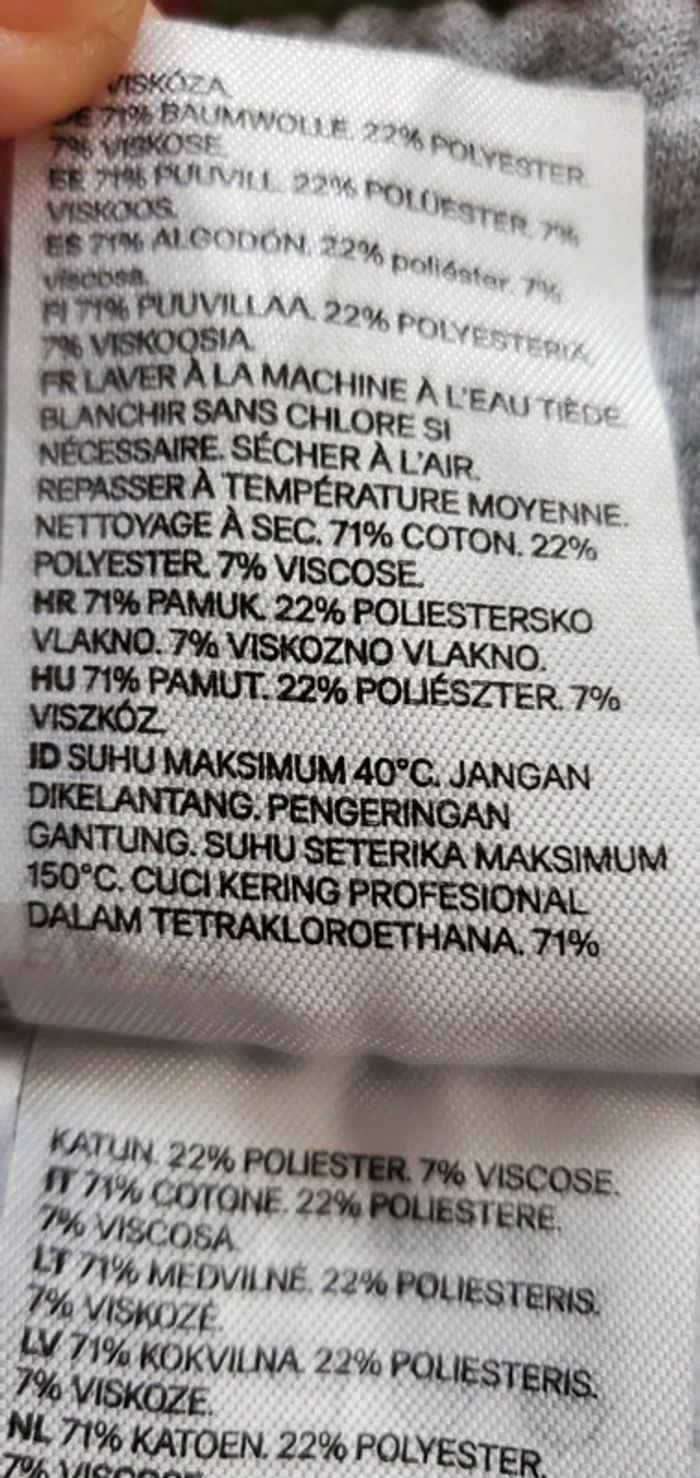 VISKÓZA.
DE 71% BAUMWOLLE. 22% POLYESTER.
7% VISKOSE.
EE 71% PUUVILL. 22% POLÜESTER. 7%
VISKOOS.
ES 71% ALGODÓN. 22% poliéster. 7%
viscosa.
FI 71% PUUVILLAA. 22% POLYESTERIA.
7% VISKOOSIA.
FR LAVER À LA MACHINE À L'EAU TIÈDE.
BLANCHIR SANS CHLORE SI
NÉCESSAIRE. SÉCHER À L'AIR.
REPASSER À TEMPÉRATURE MOYENNE.
NETTOYAGE À SEC. 71% COTON. 22%
POLYESTER. 7% VISCOSE.
HR 71% PAMUK. 22% POLIESTERSKO
VLAKNO. 7% VISKOZNO VLAKNO.
HU 71% PAMUT. 22% POLIÉSZTER. 7%
VISZKÓZ.
ID SUHU MAKSIMUM 40°C. JANGAN
DIKELANTANG. PENGERINGAN
GANTUNG. SUHU SETERIKA MAKSIMUM
150°C. CUCI KERING PROFESIONAL
DALAM TETRAKLOROETHANA. 71%
KATUN. 22% POLIESTER. 7% VISCOSE.
IT 71% COTONE. 22% POLIESTERE.
7% VISCOSA.
LT 71% MEDVILNĖ. 22% POLIESTERIS.
7% VISKOZĖ.
LV 71% KOKVILNA. 22% POLIESTERIS.
7% VISKOZE.
NL 71% KATOEN. 22% POLYESTER.
7%